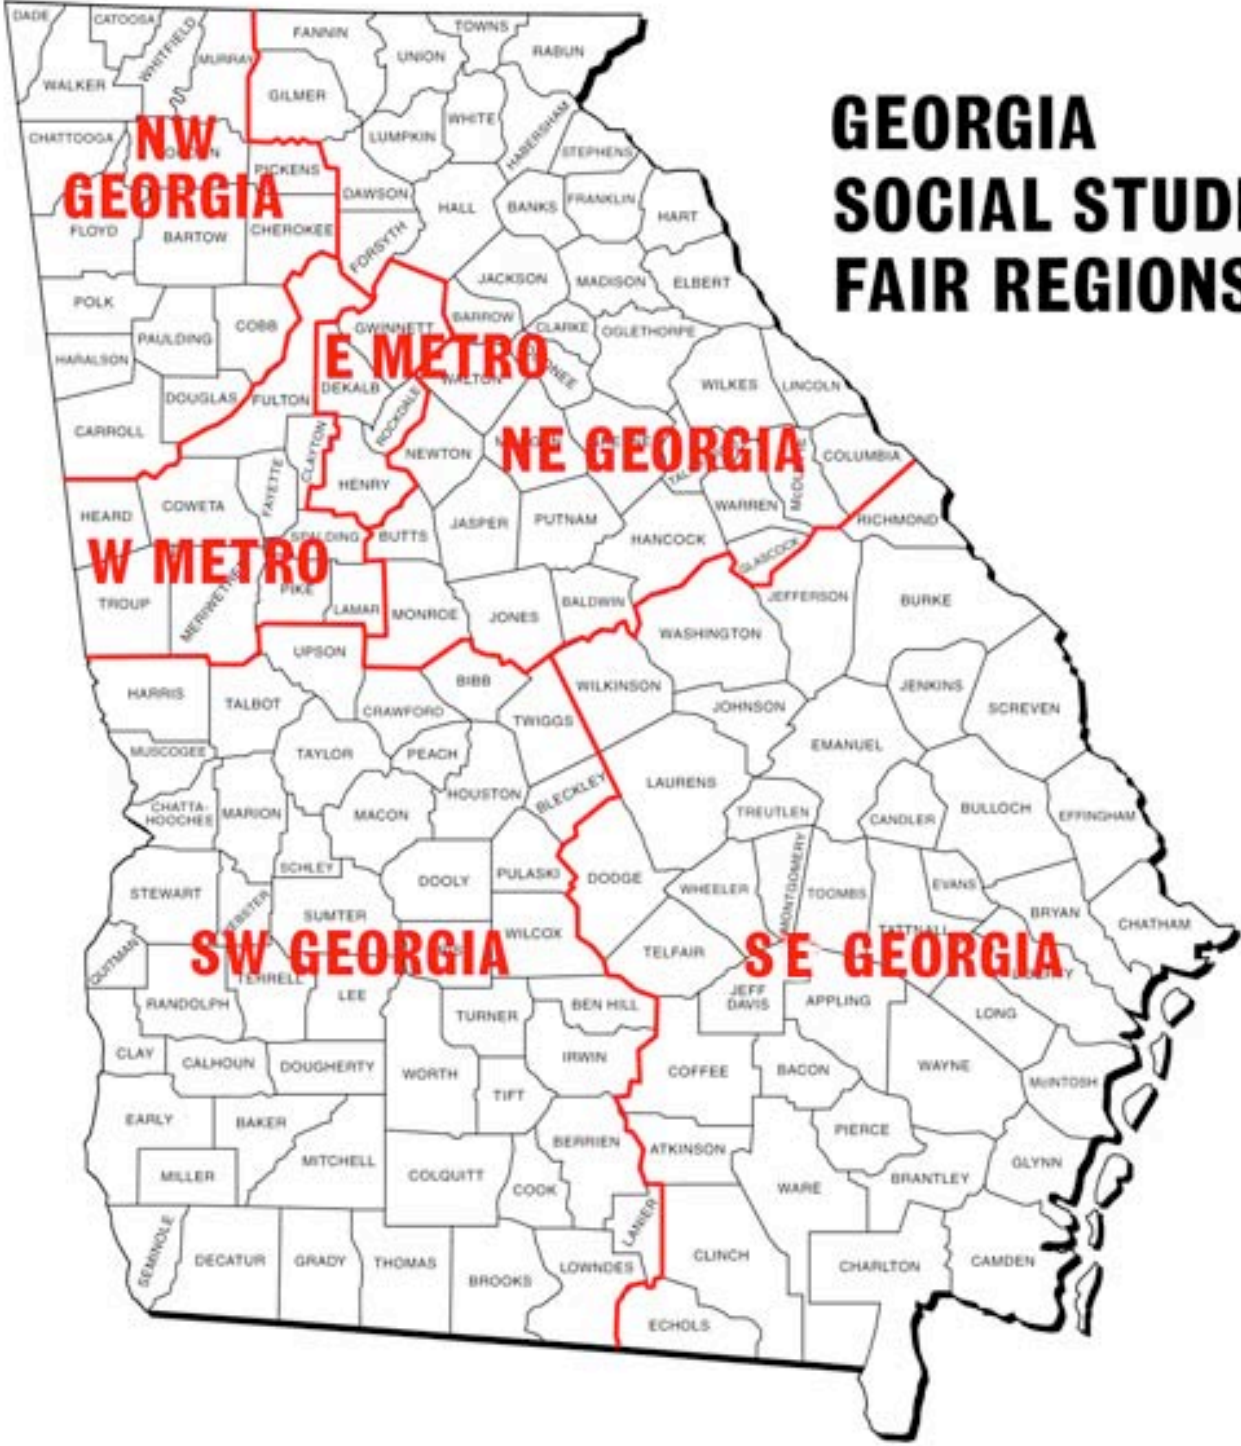 GEORGIA
SOCIAL STUDI
FAIR REGIONS
DADE
CATOOSA
WHITFIELD
MURRAY
FANNIN
TOWNS
UNION
RABUN
WALKER
GILMER
WHITE
HABERSHAM
LUMPKIN
CHATTOOGA
STEPHENS
NW
GEORGIA
PICKENS
DAWSON
HALL
BANKS
FRANKLIN
HART
FLOYD
BARTOW
CHEROKEE
FORSYTH
JACKSON
MADISON
ELBERT
POLK
PAULDING
COBB
GWINNETT
BARROW
CLARKE
OGLETHORPE
HARALSON
E METRO
DEKALB
WALTON
WILKES
LINCOLN
DOUGLAS
FULTON
ROCKDALE
CARROLL
CLAYTON
NEWTON
NE GEORGIA
COLUMBIA
FAYETTE
HENRY
HEARD
COWETA
JASPER
PUTNAM
WARREN
RICHMOND
SPALDING
BUTTS
HANCOCK
GLASCOCK
W METRO
TROUP
MERIWETHE
PIKE
LAMAR
MONROE
JONES
BALDWIN
JEFFERSON
BURKE
WASHINGTON
UPSON
HARRIS
TALBOT
BIBB
WILKINSON
JENKINS
CRAWFORD
TWIGGS
JOHNSON
SCREVEN
MUSCOGEE
TAYLOR
PEACH
EMANUEL
HOUSTON
BLECKLEY
LAURENS
CHATTA-
HOOCHEE
MARION
MACON
TREUTLEN
CANDLER
BULLOCH
EFFINGHAM
SCHLEY
DOOLY
PULASKI
DODGE
WHEELER
MONTGOMERY
TOOMBS
EVANS
STEWART
SUMTER
BRYAN
CHATHAM
WILCOX
TATTNALL
QUITMAN
SW GEORGIA
TELFAIR
SE GEORGIA
TERRELL
RANDOLPH
LEE
TURNER
BEN HILL
JEFF
DAVIS
APPLING
LONG
CLAY
CALHOUN
DOUGHERTY
WORTH
IRWIN
COFFEE
BACON
WAYNE
McINTOSH
TIFT
EARLY
BAKER
BERRIEN
PIERCE
MITCHELL
ATKINSON
MILLER
COLQUITT
COOK
WARE
BRANTLEY
GLYNN
LANIER
SEMINOLE
DECATUR
GRADY
THOMAS
BROOKS
LOWNDES
CLINCH
CHARLTON
CAMDEN
ECHOLS